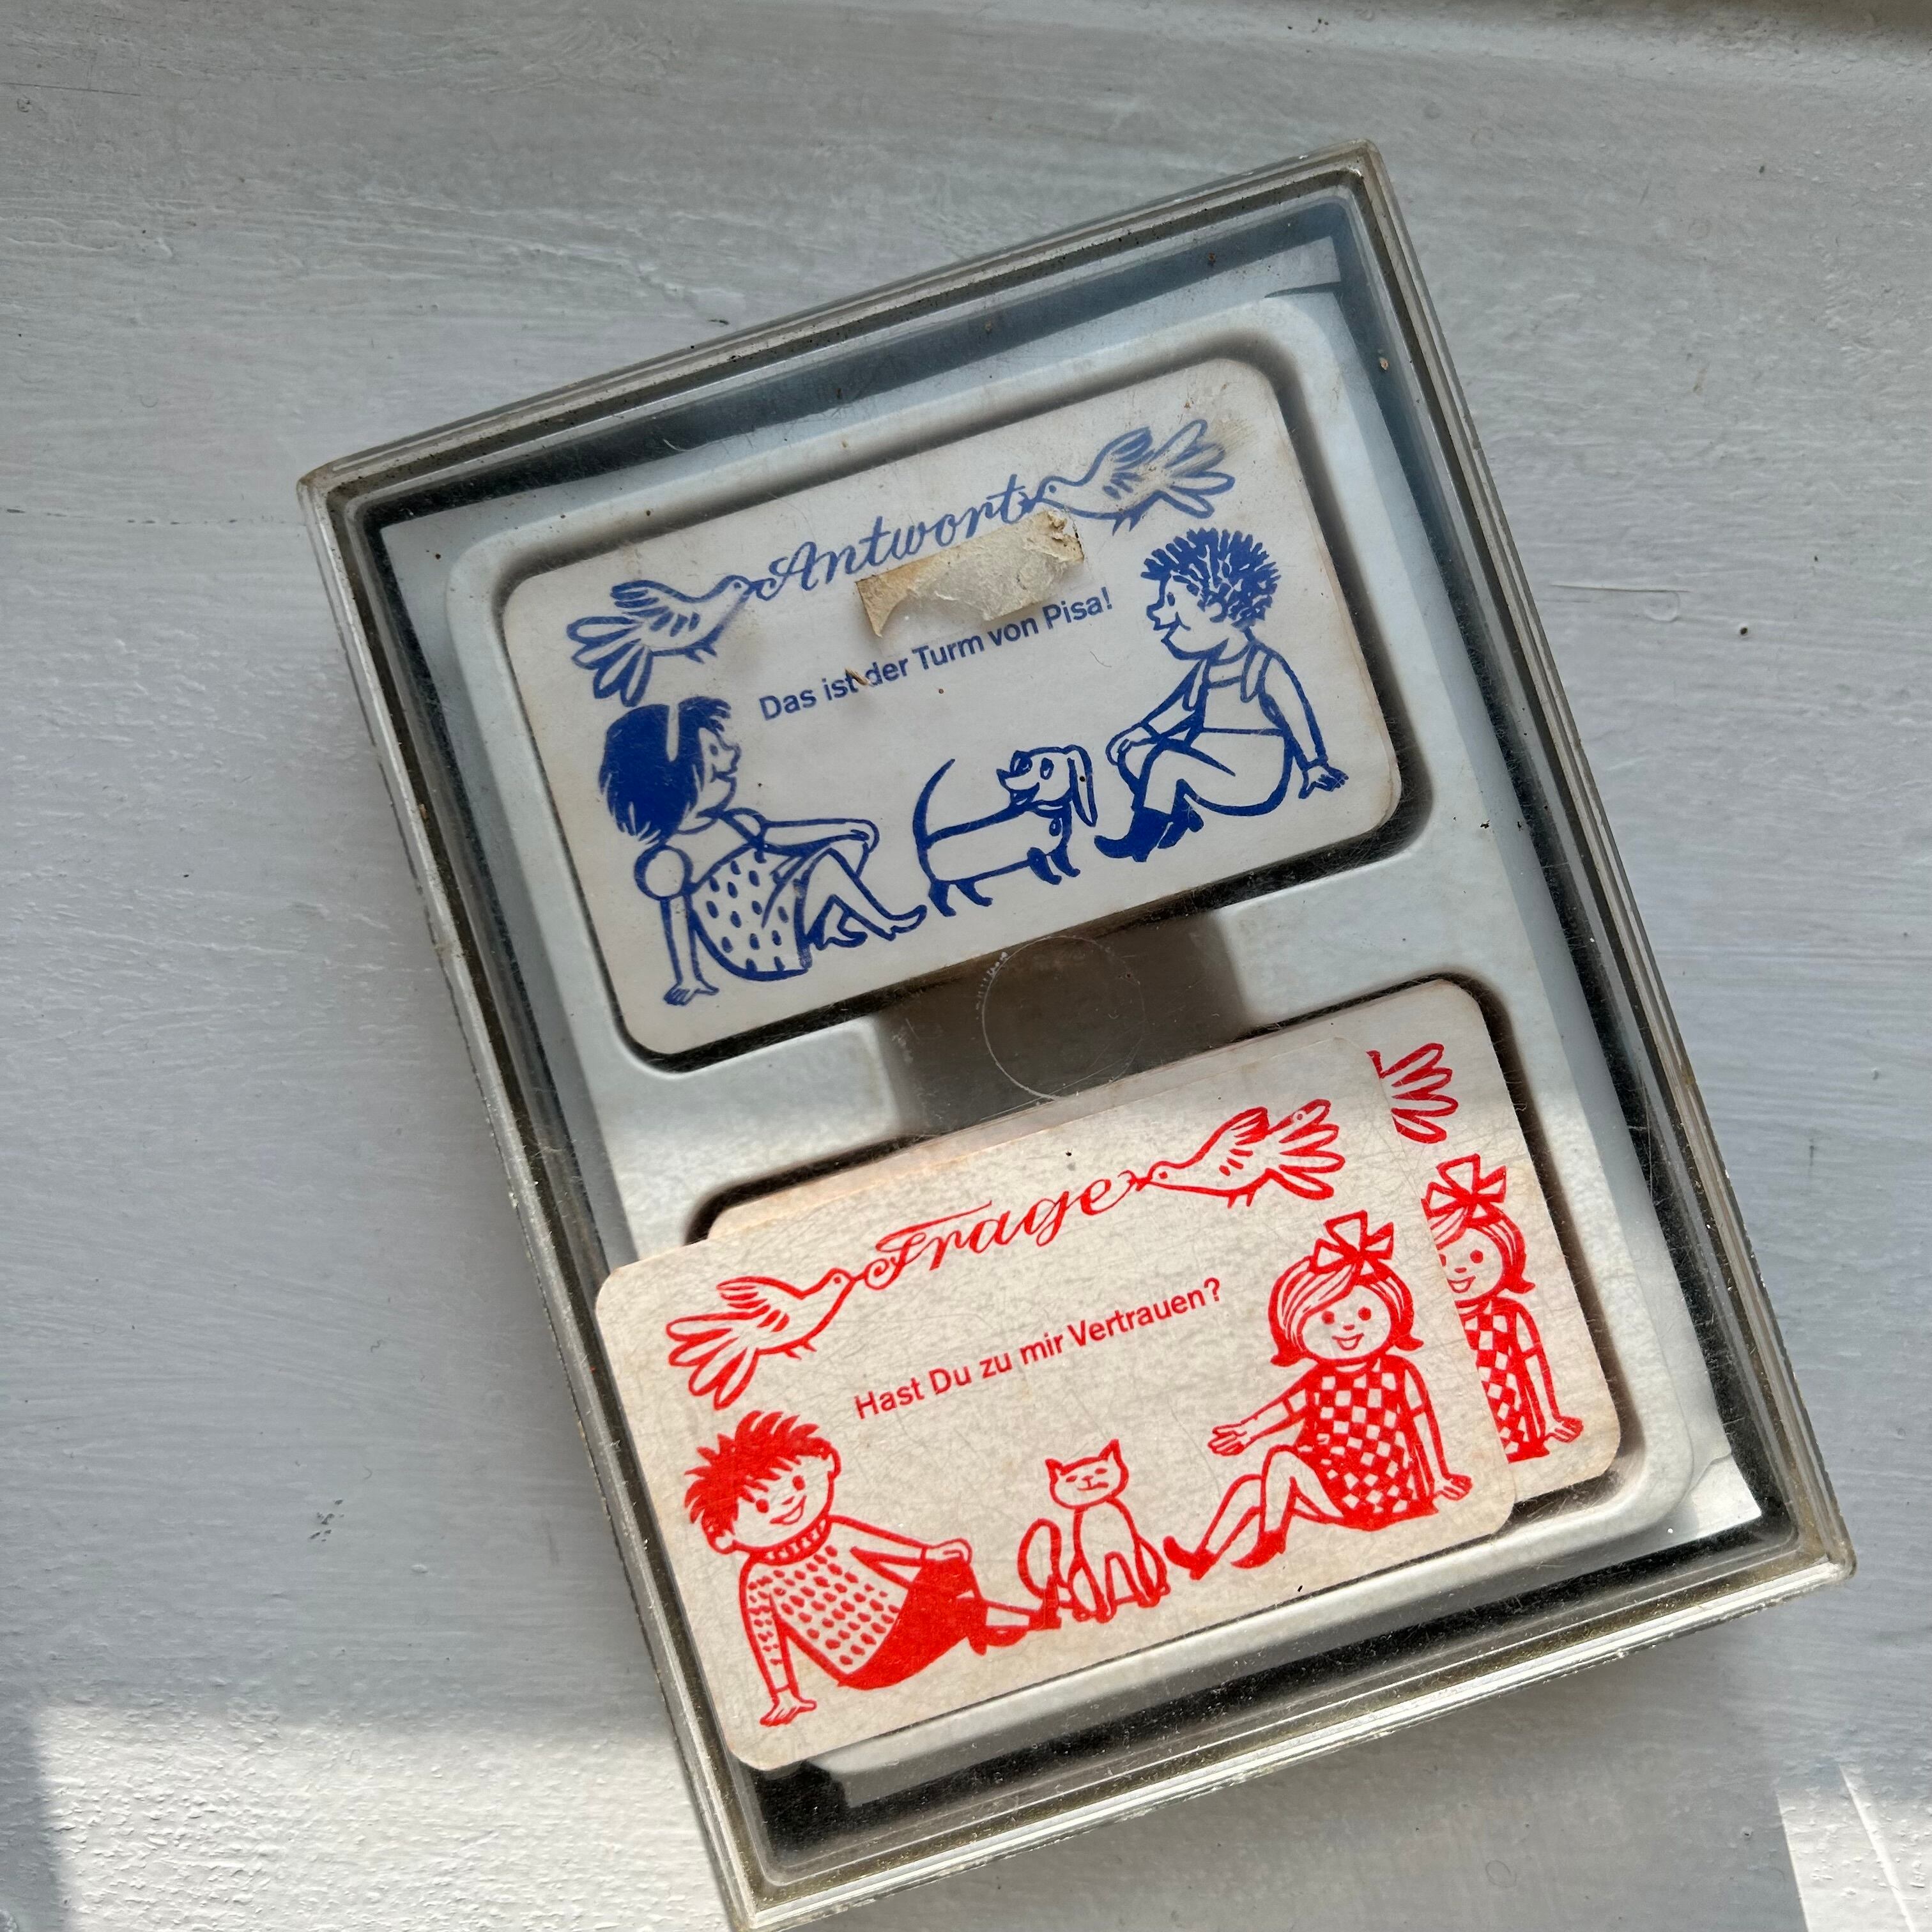 Antwort
Das ist der Turm von Pisa!
Frage
Hast Du zu mir Vertrauen?